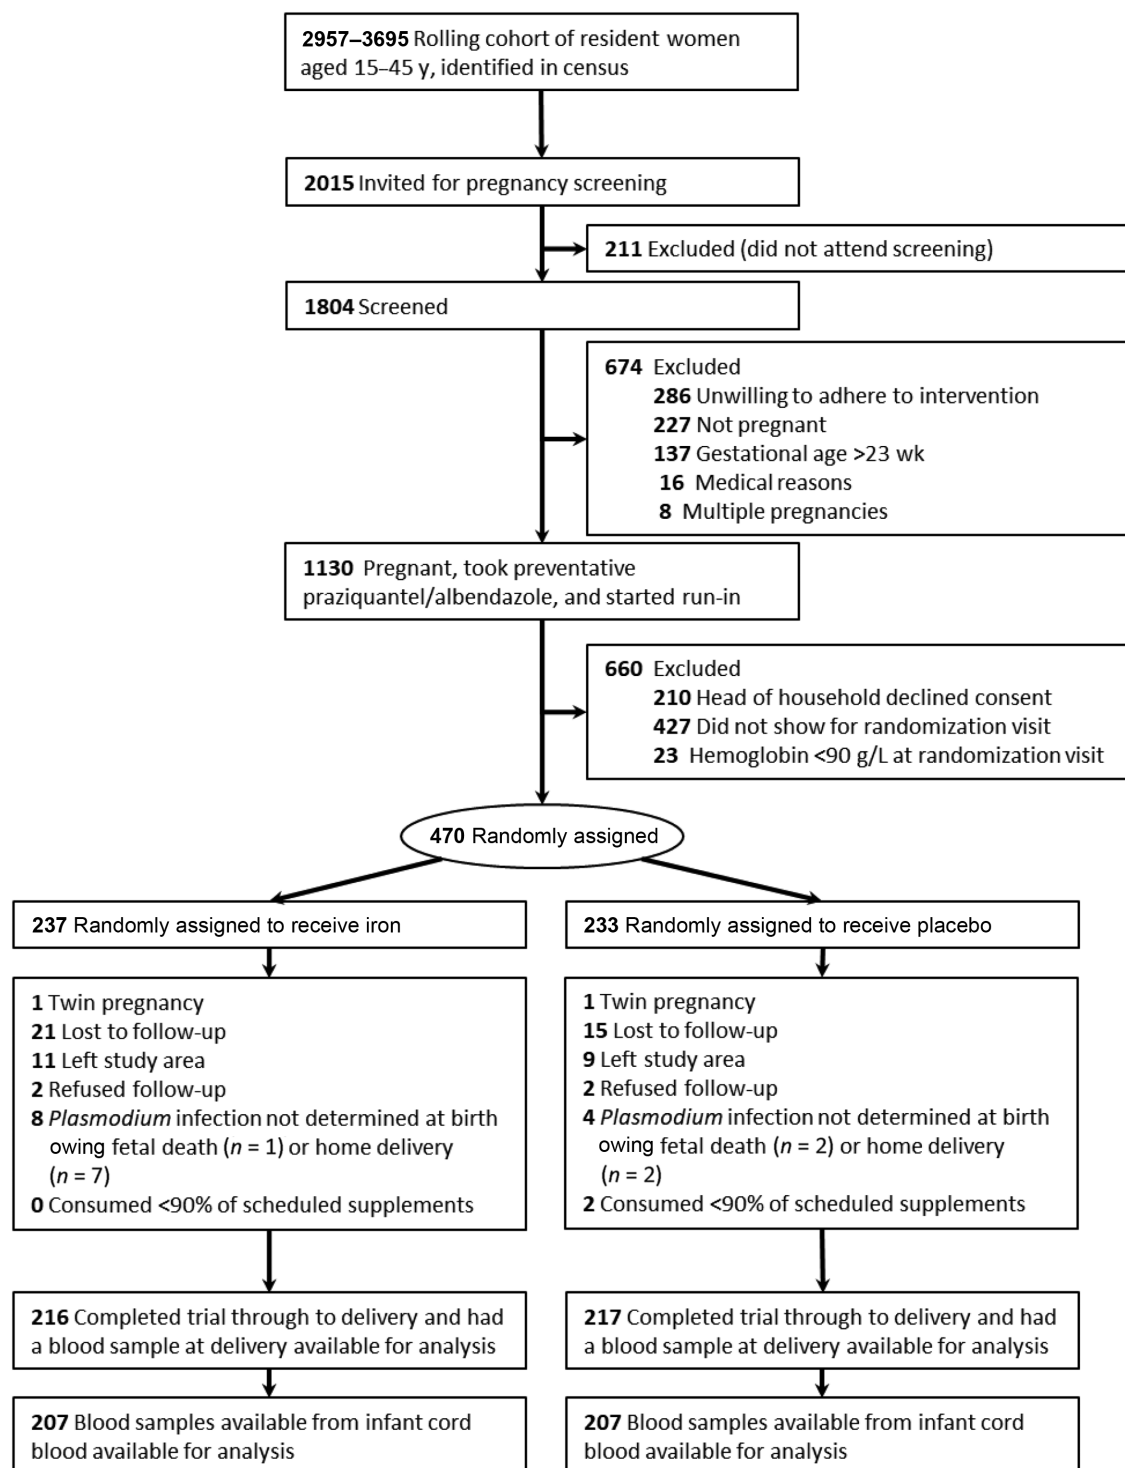 2957–3695 Rolling cohort of resident women
aged 15–45 y, identified in census
2015 Invited for pregnancy screening
211 Excluded (did not attend screening)
1804 Screened
674 Excluded
286 Unwilling to adhere to intervention
227 Not pregnant
137 Gestational age >23 wk
16 Medical reasons
8 Multiple pregnancies
1130 Pregnant, took preventative
praziquantel/albendazole, and started run-in
660 Excluded
210 Head of household declined consent
427 Did not show for randomization visit
23 Hemoglobin <90 g/L at randomization visit
470 Randomly assigned
237 Randomly assigned to receive iron
1 Twin pregnancy
21 Lost to follow-up
11 Left study area
2 Refused follow-up
8 Plasmodium infection not determined at birth
owing fetal death (n = 1) or home delivery
(n = 7)
0 Consumed <90% of scheduled supplements
216 Completed trial through to delivery and had
a blood sample at delivery available for analysis
207 Blood samples available from infant cord
blood available for analysis
233 Randomly assigned to receive placebo
1 Twin pregnancy
15 Lost to follow-up
9 Left study area
2 Refused follow-up
4 Plasmodium infection not determined at birth
owing fetal death (n = 2) or home delivery
(n = 2)
2 Consumed <90% of scheduled supplements
217 Completed trial through to delivery and had
a blood sample at delivery available for analysis
207 Blood samples available from infant cord
blood available for analysis